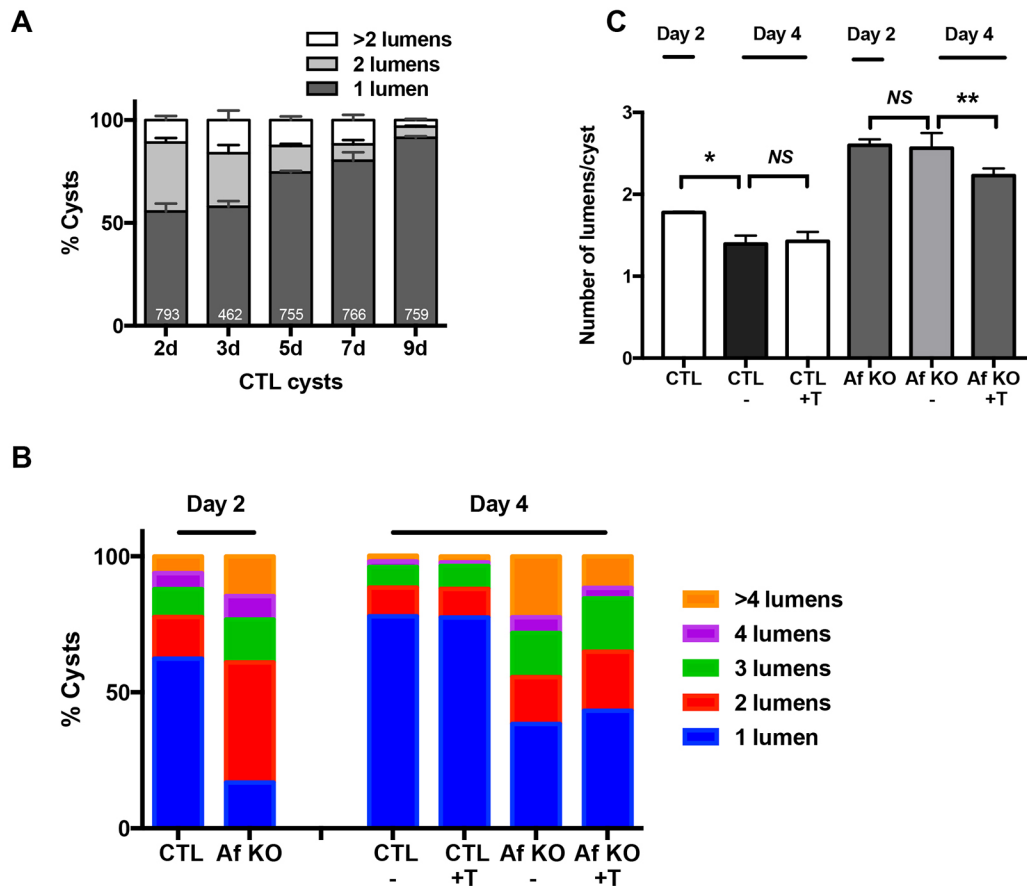 A
>2 lumens
2 lumens
1 lumen
% Cysts
100
50
0
793 462 755 766 759
2d 3d 5d 7d 9d
CTL cysts
C
Day 2 Day 4 Day 2 Day 4
Number of lumens/cyst
3
2
1
0
* NS NS **
CTL CTL CTL Af KO Af KO Af KO
- +T - +T
B
Day 2 Day 4
% Cysts
100
50
0
CTL Af KO CTL CTL Af KO Af KO
- +T - +T
>4 lumens
4 lumens
3 lumens
2 lumens
1 lumen